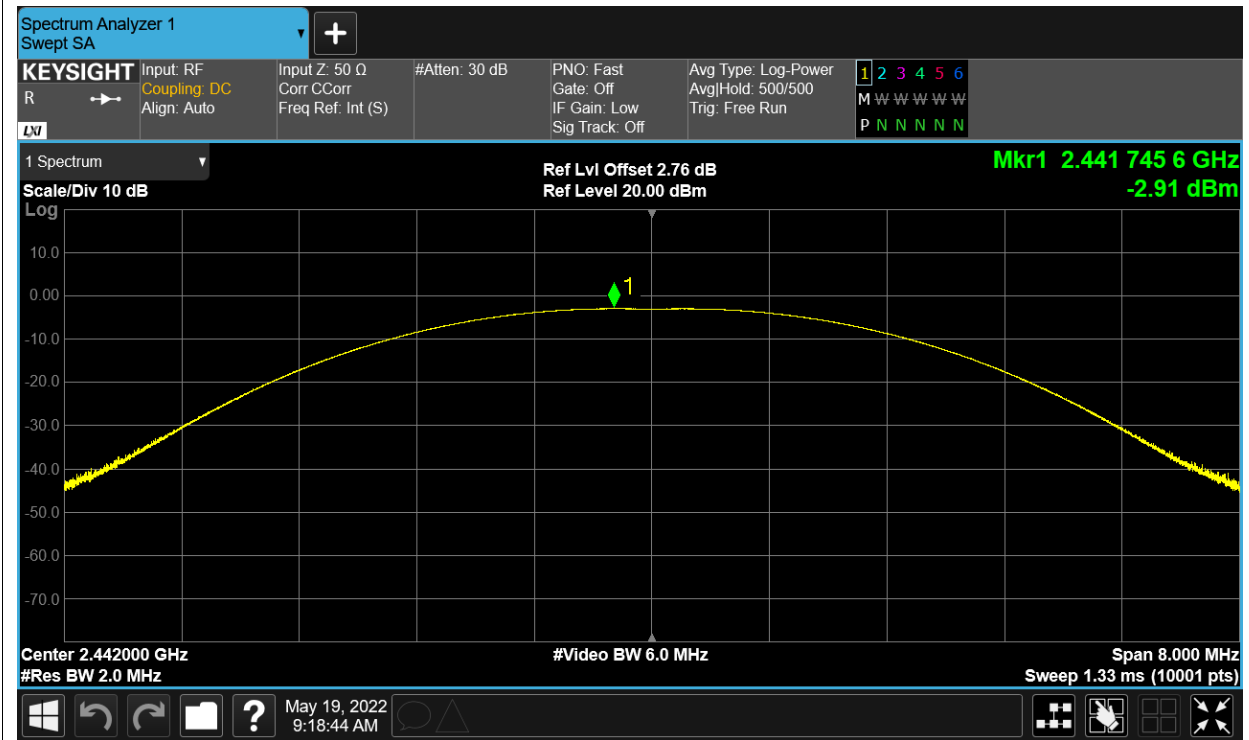 Spectrum Analyzer 1
Swept SA
+
KEYSIGHT
R
LXI
Input: RF
Coupling: DC
Align: Auto
Input Z: 50 Ω
Corr CCorr
Freq Ref: Int (S)
#Atten: 30 dB
PNO: Fast
Gate: Off
IF Gain: Low
Sig Track: Off
Avg Type: Log-Power
Avg|Hold: 500/500
Trig: Free Run
1 2 3 4 5 6
M W W W W W
P N N N N N
1 Spectrum
Scale/Div 10 dB
Log
Ref Lvl Offset 2.76 dB
Ref Level 20.00 dBm
Mkr1 2.441 745 6 GHz
-2.91 dBm
10.0
0.00
-10.0
-20.0
-30.0
-40.0
-50.0
-60.0
-70.0
1
Center 2.442000 GHz
#Res BW 2.0 MHz
#Video BW 6.0 MHz
Span 8.000 MHz
Sweep 1.33 ms (10001 pts)
?
May 19, 2022
9:18:44 AM